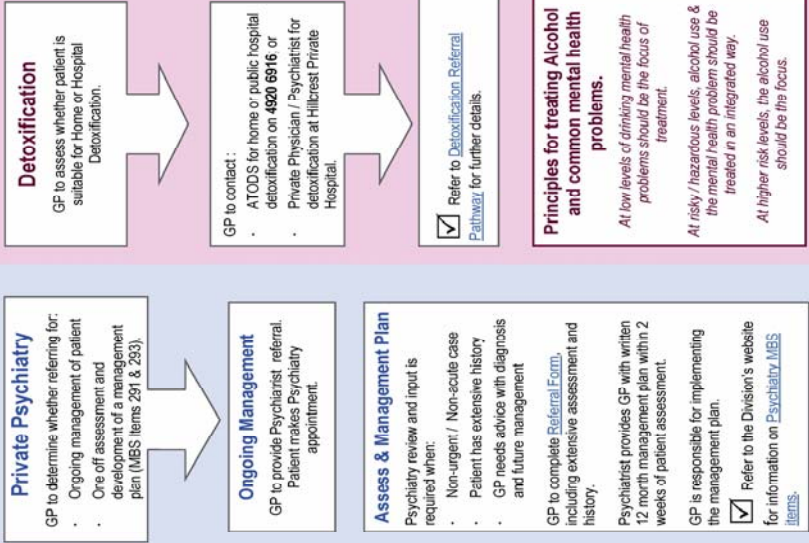 Private Psychiatry
GP to determine whether referring for:
· Ongoing management of patient
· One off assessment and
development of a management
plan (MBS Items 291 & 293).
Ongoing Management
GP to provide Psychiatrist referral.
Patient makes Psychiatry
appointment.
Assess & Management Plan
Psychiatry review and input is
required when:
· Non-urgent / Non-acute case
· Patient has extensive history
· GP needs advice with diagnosis
and future management
GP to complete Referral Form,
including extensive assessment and
history.
Psychiatrist provides GP with written
12 month management plan within 2
weeks of patient assessment.
GP is responsible for implementing
the management plan.
☑ Refer to the Division's website
for information on Psychiatry MBS
items.
Detoxification
GP to assess whether patient is
suitable for Home or Hospital
Detoxification.
GP to contact :
· ATODS for home or public hospital
detoxification on 4920 6916; or
· Private Physician / Psychiatrist for
detoxification at Hillcrest Private
Hospital.
☑ Refer to Detoxification Referral
Pathway for further details.
Principles for treating Alcohol
and common mental health
problems.
At low levels of drinking mental health
problems should be the focus of
treatment.
At risky / hazardous levels, alcohol use &
the mental health problem should be
treated in an integrated way.
At higher risk levels, the alcohol use
should be the focus.